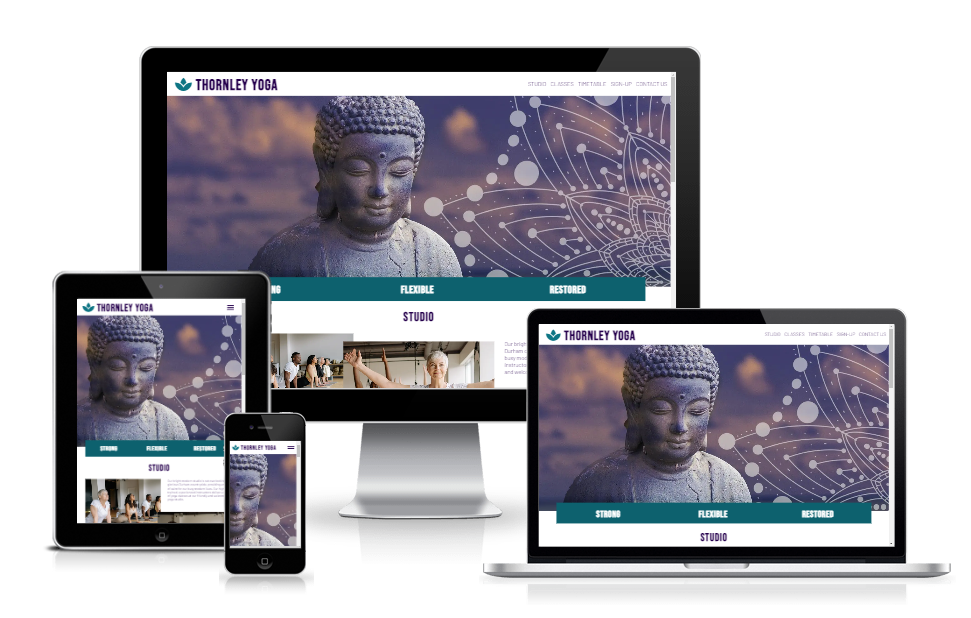 THORNLEY YOGA
STUDIO CLASSES TIMETABLE SIGN-UP CONTACT US
NG FLEXIBLE RESTORED
STUDIO
Our brigh
Durham c
busy mod
instructo
and welc
THORNLEY YOGA
STRONG FLEXIBLE RESTORED
STUDIO
THORNLEY YOGA
THORNLEY YOGA
STUDIO CLASSES TIMETABLE SIGN-UP CONTACT US
STRONG FLEXIBLE RESTORED
STUDIO